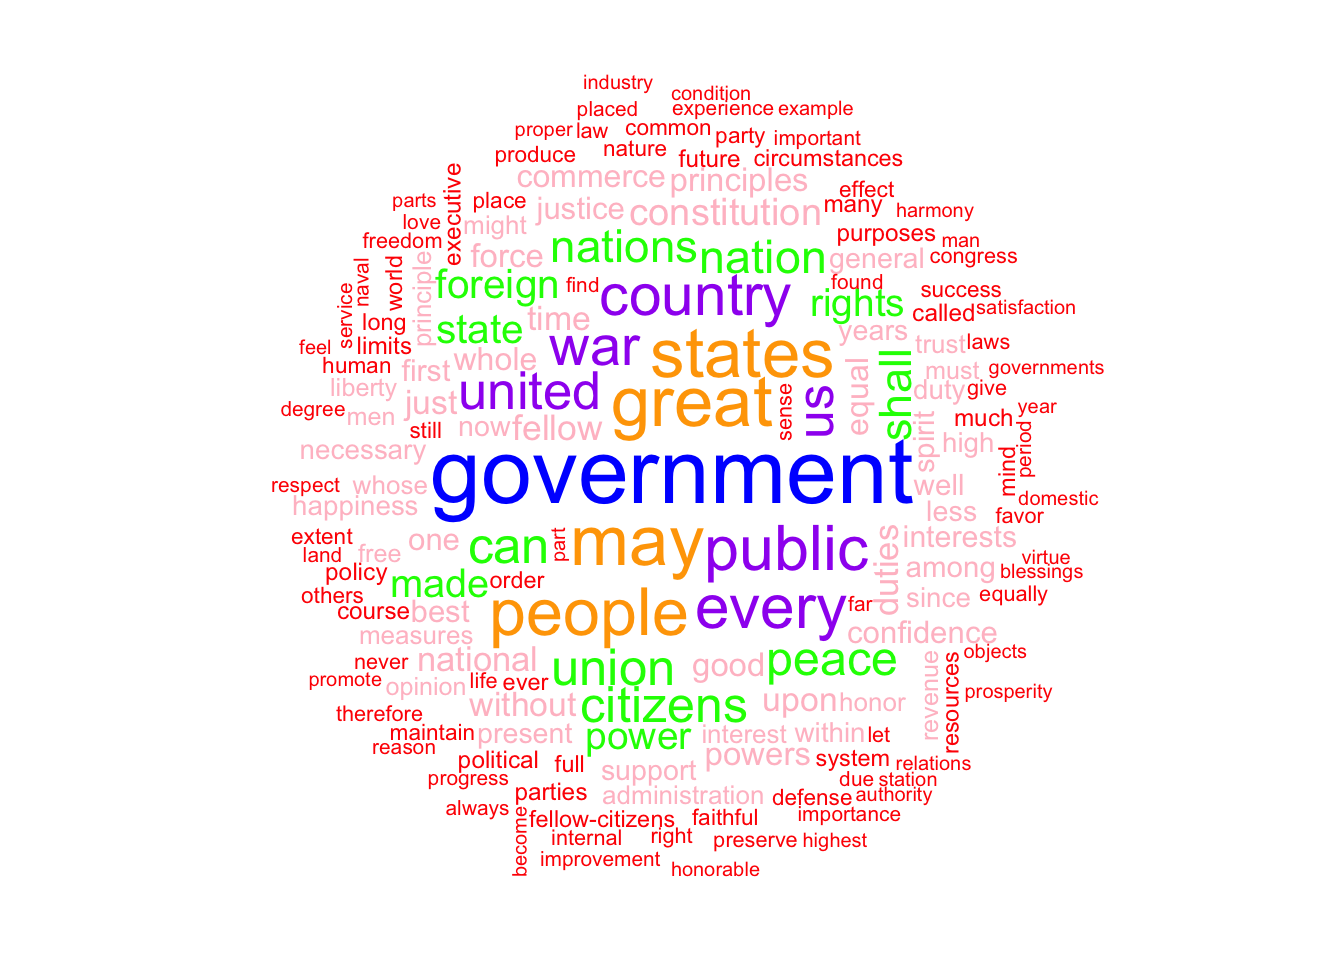 industry
condition
placed experience example
proper law common party important
produce nature future circumstances
commerce principles
executive
parts place justice constitution many effect harmony
love might
freedom force nations nation general purposes man
congress
principle
naval world foreign find country found rights success
service long state time called satisfaction
feel limits war states years trust laws
human first whole shall must governments
liberty united great sense us equal duty give
degree men just
still now fellow spirit high much year
necessary
respect whose government well mind period
happiness less favor domestic
extent one can part may public duties interests
land free virtue
policy made order among blessings
others people every far since equally
course best
measures confidence
never national union good peace revenue resources objects
promote opinion life ever prosperity
therefore without citizens upon honor
maintain present power interest within let
reason political full support powers system relations
progress due station
always parties administration defense authority
become fellow-citizens faithful importance
internal right preserve highest
improvement honorable